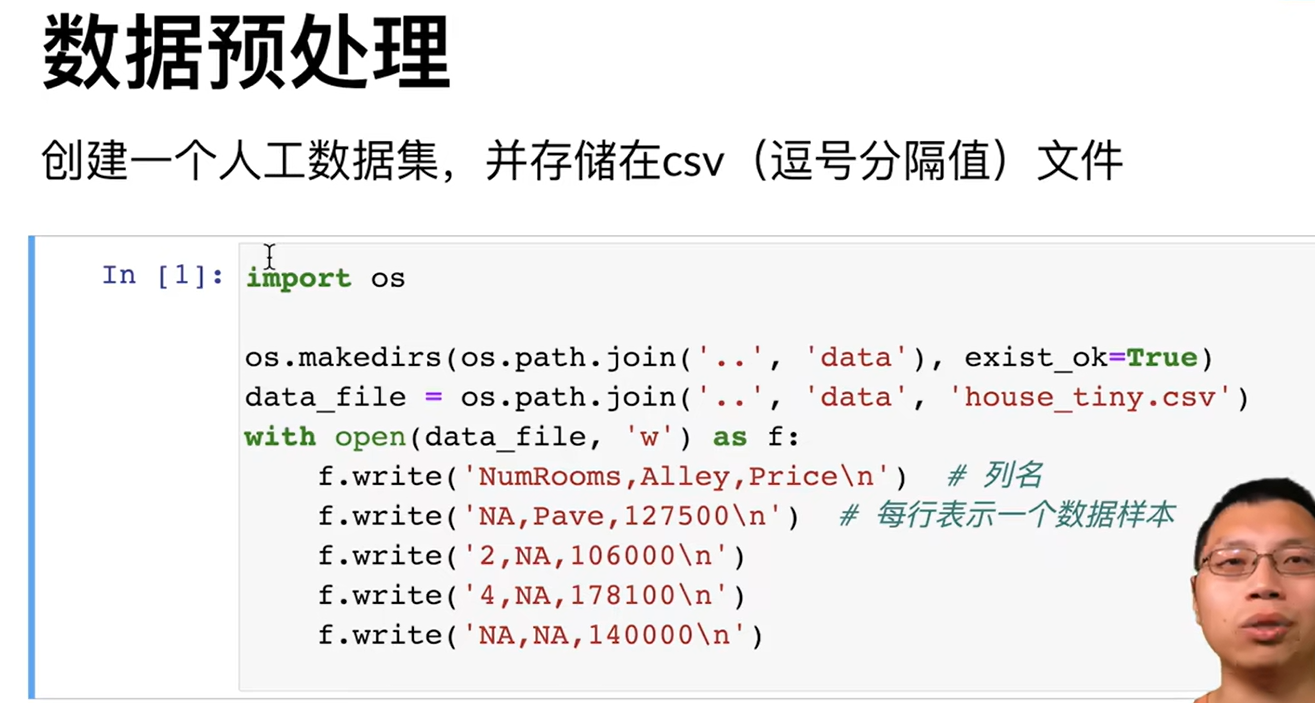 数据预处理
创建一个人工数据集，并存储在csv（逗号分隔值）文件
In [1]: import os
os.makedirs(os.path.join('..', 'data'), exist_ok=True)
data_file = os.path.join('..', 'data', 'house_tiny.csv')
with open(data_file, 'w') as f:
    f.write('NumRooms,Alley,Price\n')  # 列名
    f.write('NA,Pave,127500\n')  # 每行表示一个数据样本
    f.write('2,NA,106000\n')
    f.write('4,NA,178100\n')
    f.write('NA,NA,140000\n')